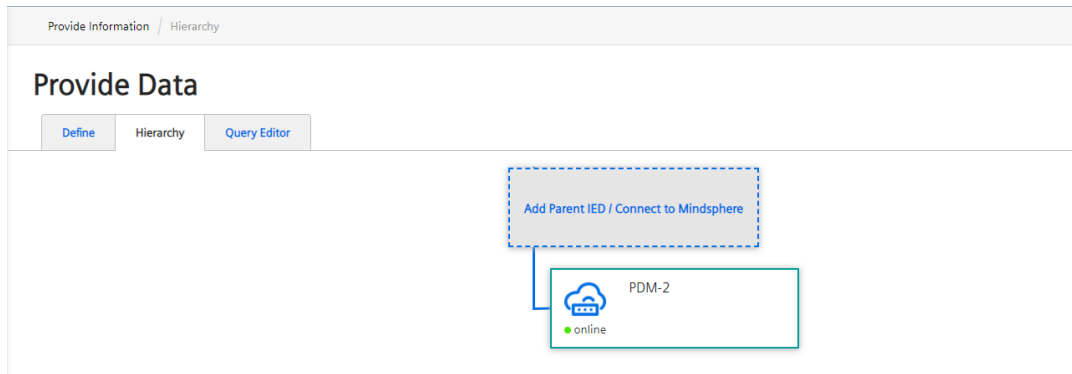 Provide Information / Hierarchy
Provide Data
Define Hierarchy Query Editor
Add Parent IED / Connect to Mindsphere
PDM-2
online